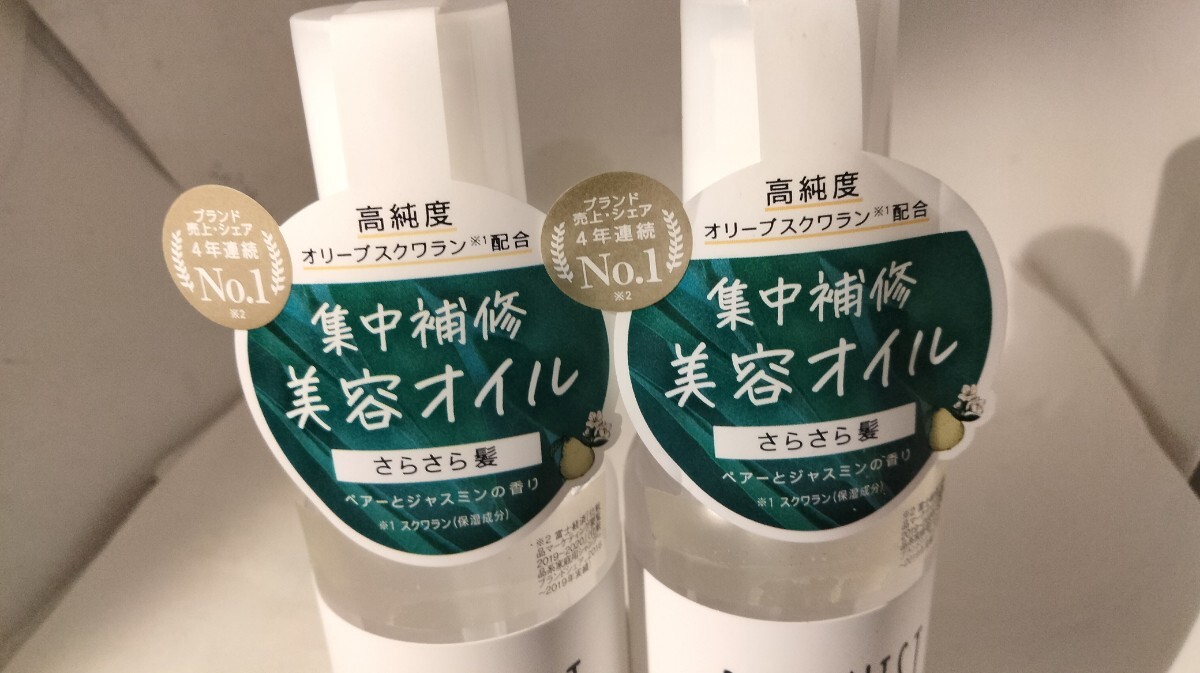 ブランド
売上・シェア
4年連続
No.1
※2
高純度
オリーブスクワラン※1配合
集中補修
美容オイル
さらさら髪
ペアーとジャスミンの香り
※1 スクワラン(保湿成分)
ブランド
売上・シェア
4年連続
No.1
※2
高純度
オリーブスクワラン※1配合
集中補修
美容オイル
さらさら髪
ペアーとジャスミンの香り
※1 スクワラン(保湿成分)